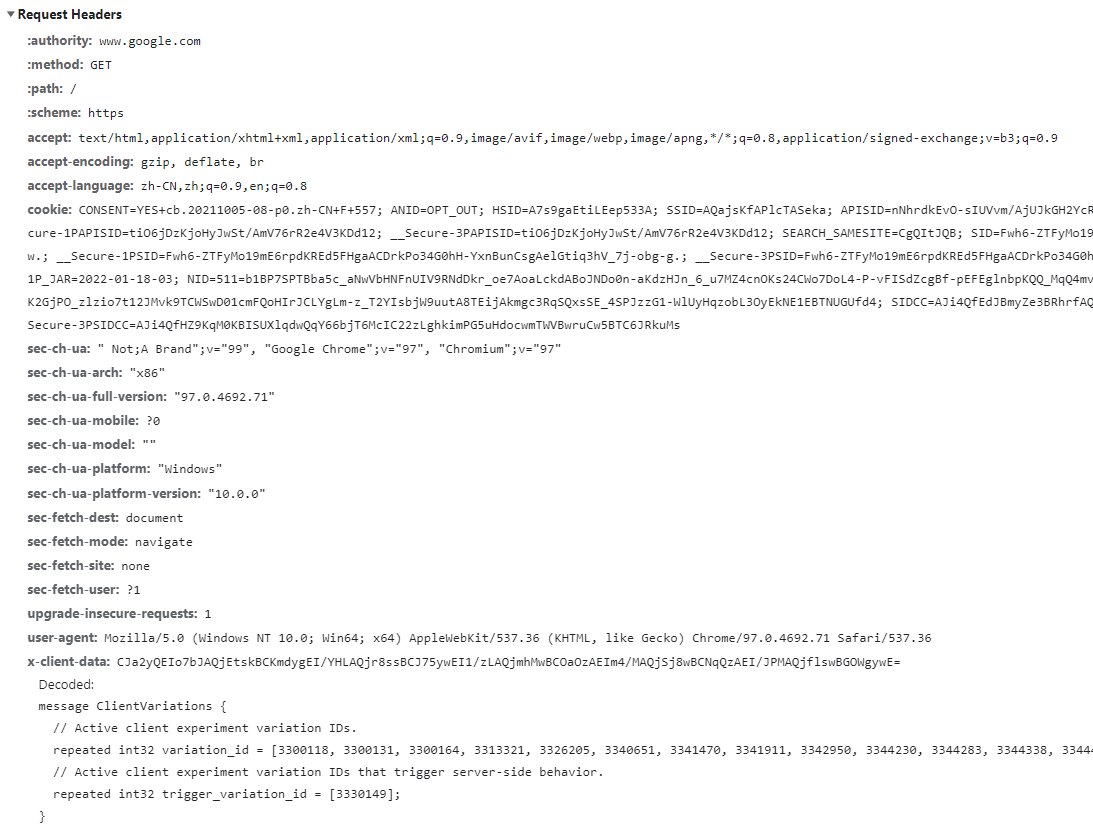 Request Headers
:authority: www.google.com
:method: GET
:path: /
:scheme: https
accept: text/html,application/xhtml+xml,application/xml;q=0.9,image/avif,image/webp,image/apng,*/*;q=0.8,application/signed-exchange;v=b3;q=0.9
accept-encoding: gzip, deflate, br
accept-language: zh-CN,zh;q=0.9,en;q=0.8
cookie: CONSENT=YES+cb.20211005-08-p0.zh-CN+F+557; ANID=OPT_OUT; HSID=A7s9gaEtiLEep533A; SSID=AQajsKfAPlcTASeka; APISID=nNhrdkEvO-sIUVvm/AjUJkGH2YcR
cure-1PAPISID=tiO6jDzKjoHyJwSt/AmV76rR2e4V3KDd12; __Secure-3PAPISID=tiO6jDzKjoHyJwSt/AmV76rR2e4V3KDd12; SEARCH_SAMESITE=CgQItJQB; SID=Fwh6-ZTFyMo19
w.; __Secure-1PSID=Fwh6-ZTFyMo19mE6rpdKREd5FHgaACDrkPo34G0hH-YxnBunCsgAelGtiq3hV_7j-obg-g.; __Secure-3PSID=Fwh6-ZTFyMo19mE6rpdKREd5FHgaACDrkPo34G0h
1P_JAR=2022-01-18-03; NID=511=b1BP7SPTBba5c_aNwVbHNFnUIV9RNdDkr_oe7AoaLckdABoJNDo0n-aKdzHJn_6_u7MZ4cnOKs24CWo7DoL4-P-vFISdZcgBf-pEFEglnbpKQQ_MqQ4mv
K2GjPO_zlzio7t12JMvk9TCWSwD01cmFQoHIrJCLYgLm-z_T2YIsbjW9uutA8TEijAkmgc3RqSQxsSE_4SPJzzG1-WlUyHqzobL3OyEkNE1EBTNUGUfd4; SIDCC=AJi4QfEdJBmyZe3BRhrfAQ
Secure-3PSIDCC=AJi4QfHZ9KqM0KBISUXlqdwQqY66bjT6McIC22zLghkimPG5uHdocwmTWVBwruCw5BTC6JRkuMs
sec-ch-ua: " Not;A Brand";v="99", "Google Chrome";v="97", "Chromium";v="97"
sec-ch-ua-arch: "x86"
sec-ch-ua-full-version: "97.0.4692.71"
sec-ch-ua-mobile: ?0
sec-ch-ua-model: ""
sec-ch-ua-platform: "Windows"
sec-ch-ua-platform-version: "10.0.0"
sec-fetch-dest: document
sec-fetch-mode: navigate
sec-fetch-site: none
sec-fetch-user: ?1
upgrade-insecure-requests: 1
user-agent: Mozilla/5.0 (Windows NT 10.0; Win64; x64) AppleWebKit/537.36 (KHTML, like Gecko) Chrome/97.0.4692.71 Safari/537.36
x-client-data: CJa2yQEIo7bJAQjEtskBCKmdygEI/YHLAQjr8ssBCJ75ywEI1/zLAQjmhMwBCOaOzAEIm4/MAQjSj8wBCNqQzAEI/JPMAQjflswBGOWgywE=
Decoded:
message ClientVariations {
// Active client experiment variation IDs.
repeated int32 variation_id = [3300118, 3300131, 3300164, 3313321, 3326205, 3340651, 3341470, 3341911, 3342950, 3344230, 3344283, 3344338, 33444
// Active client experiment variation IDs that trigger server-side behavior.
repeated int32 trigger_variation_id = [3330149];
}